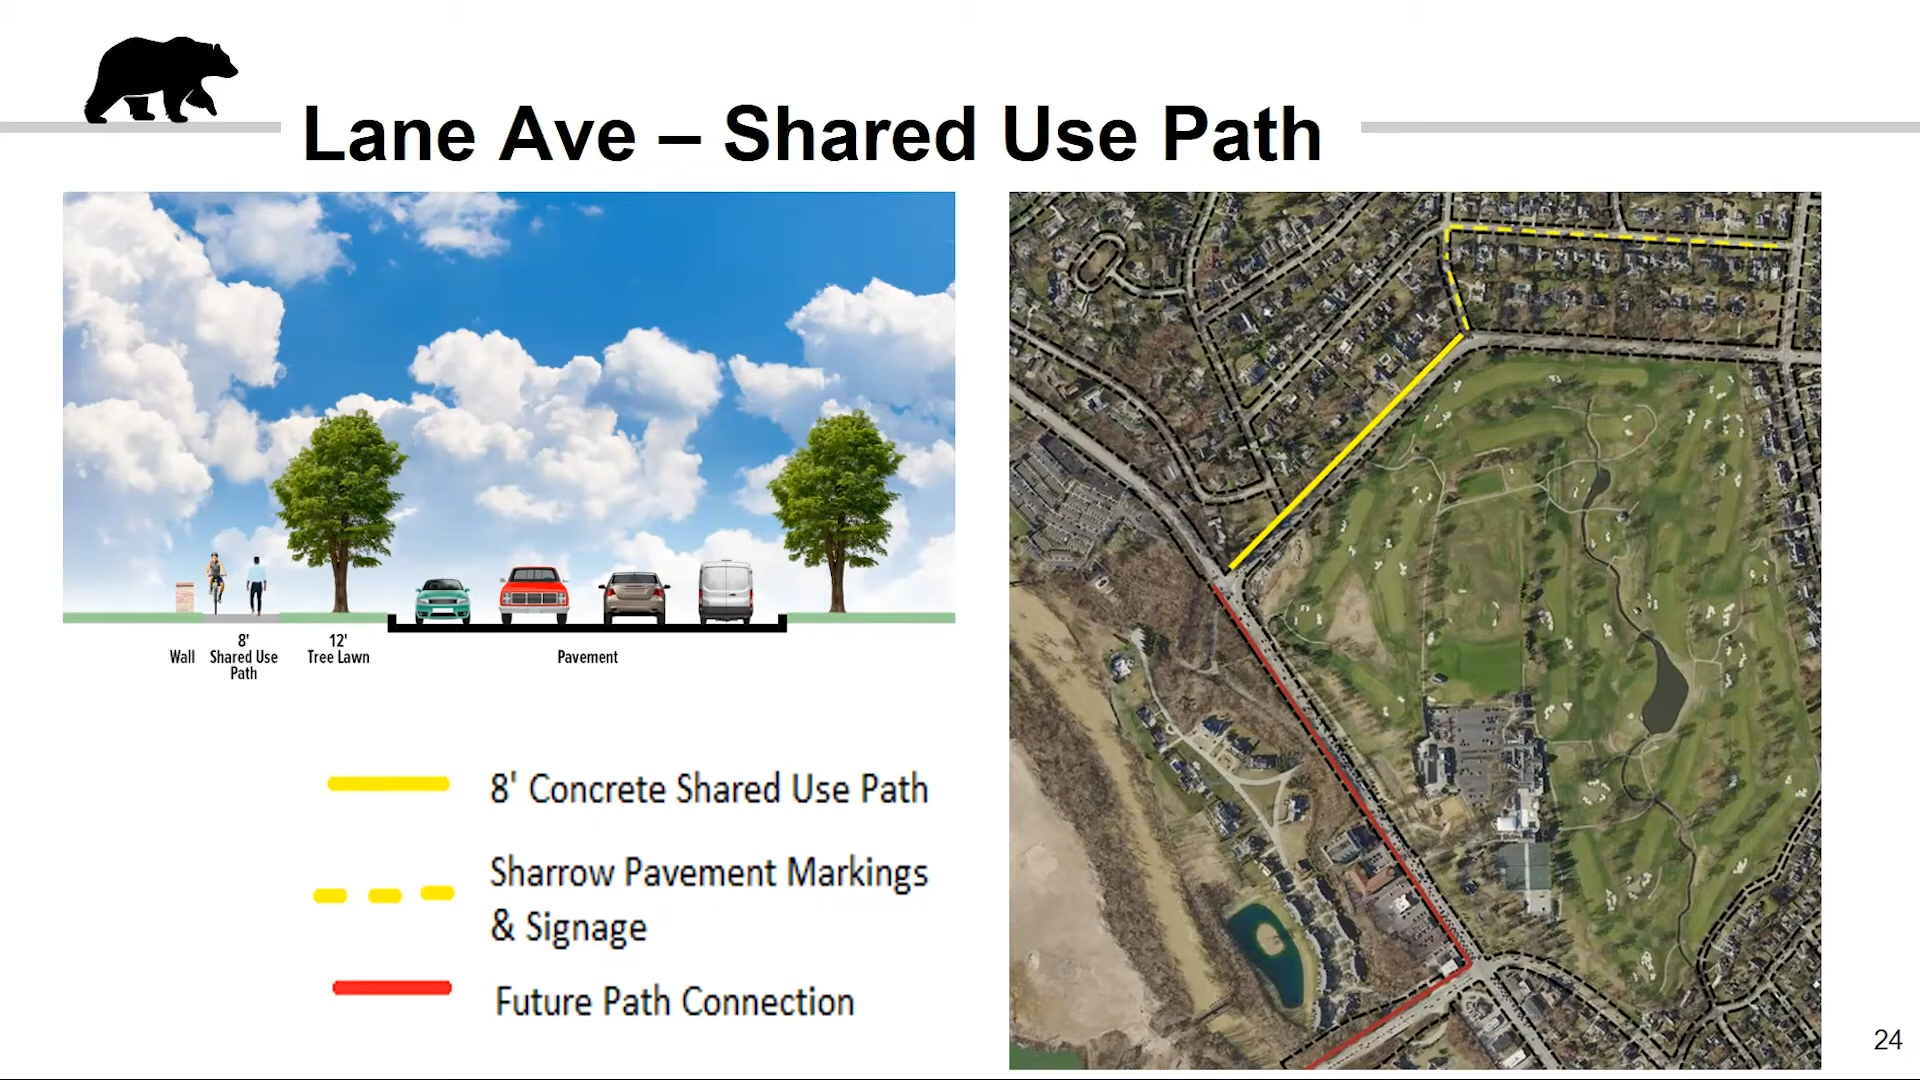 Lane Ave – Shared Use Path
Wall
8'
Shared Use
Path
12'
Tree Lawn
Pavement
8' Concrete Shared Use Path
Sharrow Pavement Markings
& Signage
Future Path Connection
24